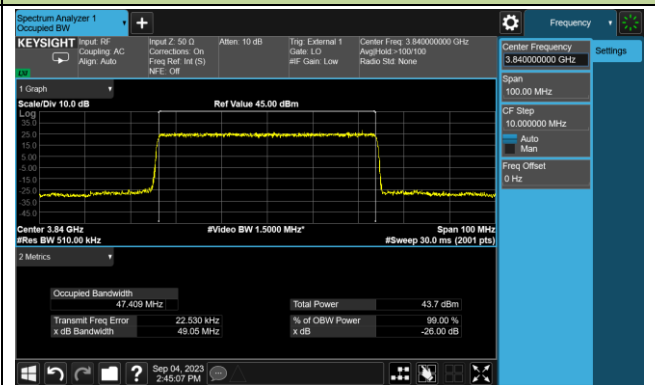 Spectrum Analyzer 1
Occupied BW
+
Frequency
KEYSIGHT
Input: RF
Coupling: AC
Align: Auto
Input Z: 50 Ω
Corrections: On
Freq Ref: Int (S)
NFE: Off
Atten: 10 dB
Trig: External 1
Gate: LO
#IF Gain: Low
Center Freq: 3.840000000 GHz
Avg|Hold:>100/100
Radio Std: None
Center Frequency
3.840000000 GHz
Settings
Span
100.00 MHz
CF Step
10.000000 MHz
Auto
Man
Freq Offset
0 Hz
1 Graph
Scale/Div 10.0 dB
Ref Value 45.00 dBm
Log
35.0
25.0
15.0
5.00
-5.00
-15.0
-25.0
-35.0
-45.0
Center 3.84 GHz
#Video BW 1.5000 MHz*
Span 100 MHz
#Res BW 510.00 kHz
#Sweep 30.0 ms (2001 pts)
2 Metrics
Occupied Bandwidth
47.409 MHz
Total Power 43.7 dBm
Transmit Freq Error 22.530 kHz
% of OBW Power 99.00 %
x dB Bandwidth 49.05 MHz
x dB -26.00 dB
?
Sep 04, 2023
2:45:07 PM